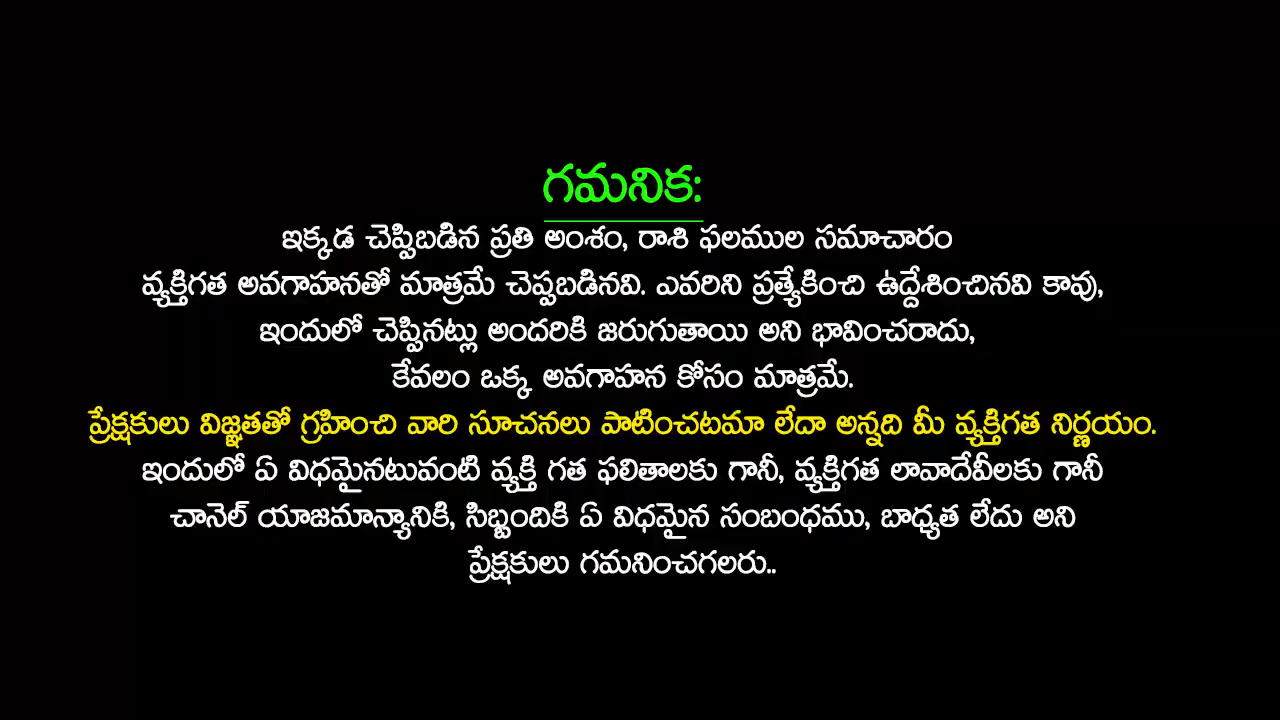 గమనిక:
ఇక్కడ చెప్పిబడిన ప్రతి అంశం, రాశి ఫలముల సమాచారం
వ్యక్తిగత అవగాహనతో మాత్రమే చెప్పబడినవి. ఎవరిని ప్రత్యేకించి ఉద్దేశించినవి కావు,
ఇందులో చెప్పినట్లు అందరికి జరుగుతాయి అని భావించరాదు,
కేవలం ఒక్క అవగాహన కోసం మాత్రమే.
ప్రేక్షకులు విజ్ఞతతో గ్రహించి వారి సూచనలు పాటించటమా లేదా అన్నది మీ వ్యక్తిగత నిర్ణయం.
ఇందులో ఏ విధమైనటువంటి వ్యక్తి గత ఫలితాలకు గానీ, వ్యక్తిగత లావాదేవీలకు గానీ
చానెల్ యాజమాన్యానికి, సిబ్బందికి ఏ విధమైన సంబంధము, బాధ్యత లేదు అని
ప్రేక్షకులు గమనించగలరు..